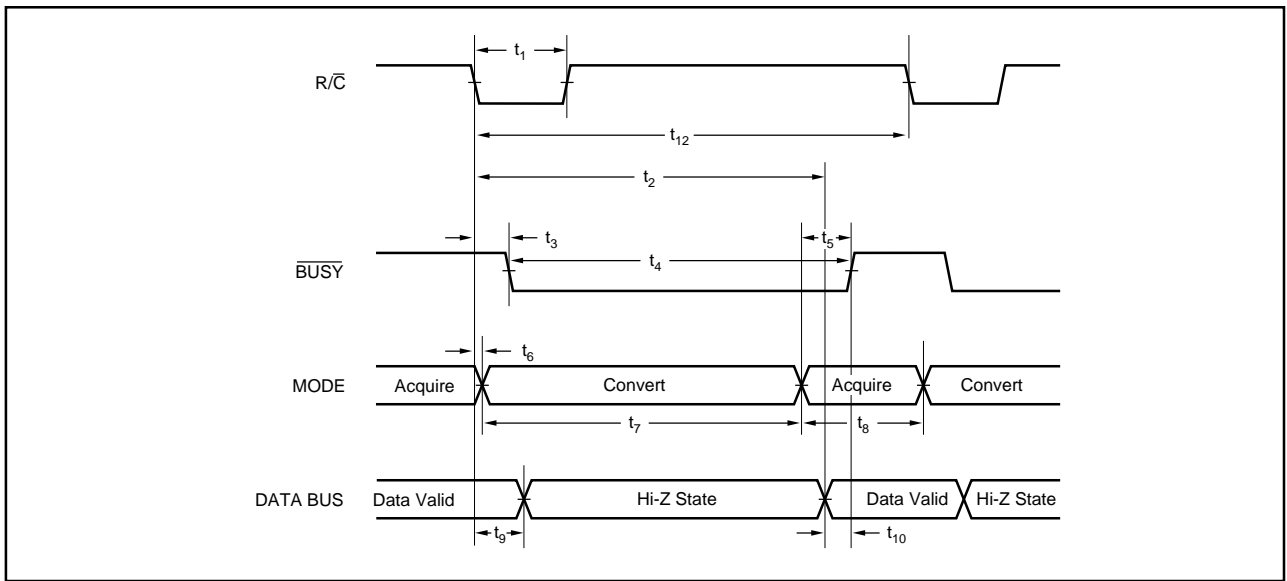 t₁
R/C̅
t₁₂
t₂
t₃
t₅
B̅U̅S̅Y̅
t₄
t₆
MODE
Acquire
Convert
Acquire
Convert
t₇
t₈
DATA BUS
Data Valid
Hi-Z State
Data Valid
Hi-Z State
t₉
t₁₀